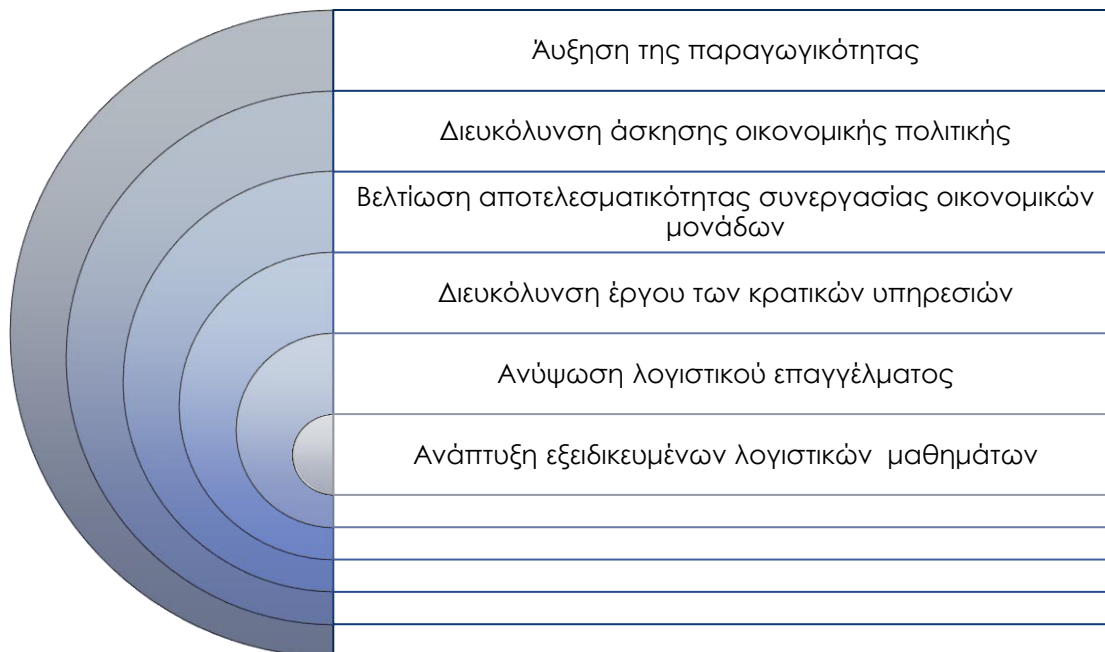 Άυξηση της παραγωγικότητας
Διευκόλυνση άσκησης οικονομικής πολιτικής
Βελτίωση αποτελεσματικότητας συνεργασίας οικονομικών
μονάδων
Διευκόλυνση έργου των κρατικών υπηρεσιών
Ανύψωση λογιστικού επαγγέλματος
Ανάπτυξη εξειδικευμένων λογιστικών  μαθημάτων